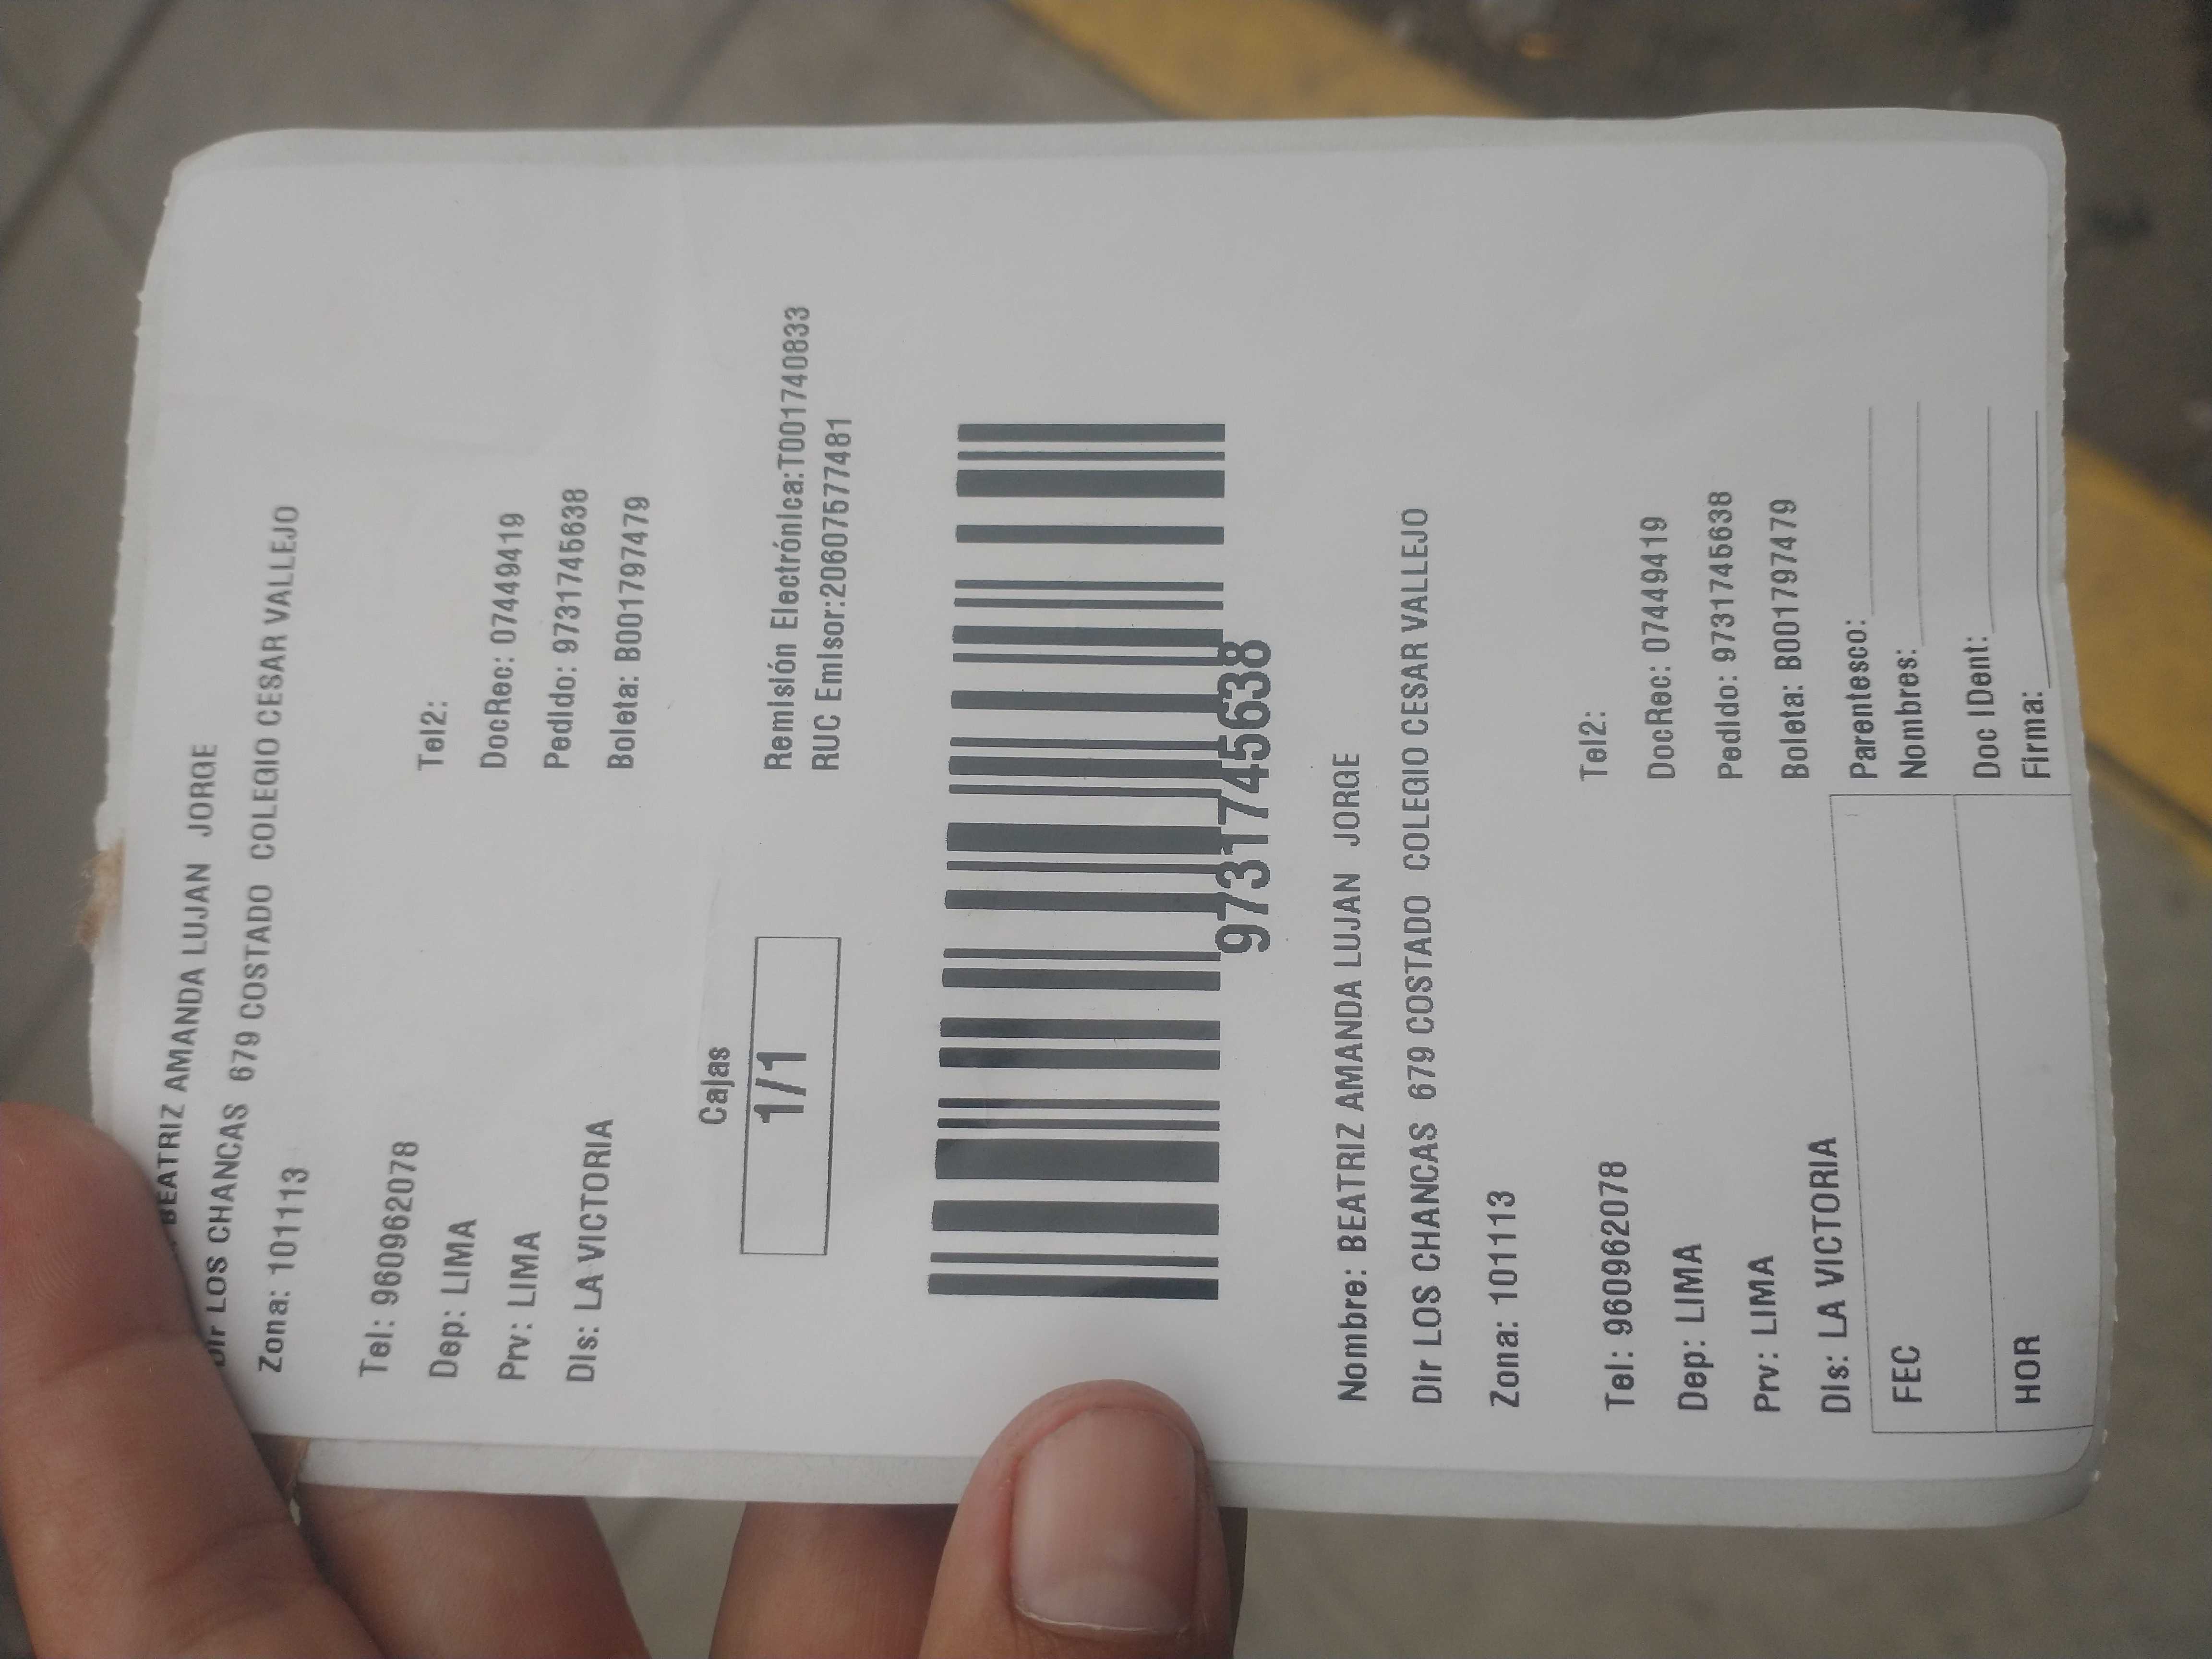 BEATRIZ AMANDA LUJAN JORGE
Dir LOS CHANCAS 679 COSTADO COLEGIO CESAR VALLEJO
Zona: 101113
Tel: 960962078 Tel2:
Dep: LIMA DocRec: 07449419
Prv: LIMA Pedido: 9731745638
Dis: LA VICTORIA Boleta: B001797479
Cajas
1/1
Remisión Electrónica:T001740833
RUC Emisor:20607577481
9731745638
Nombre: BEATRIZ AMANDA LUJAN JORGE
Dir LOS CHANCAS 679 COSTADO COLEGIO CESAR VALLEJO
Zona: 101113
Tel: 960962078 Tel2:
Dep: LIMA DocRec: 07449419
Prv: LIMA Pedido: 9731745638
Dis: LA VICTORIA Boleta: B001797479
FEC
HOR
Parentesco:
Nombres:
Doc IDent:
Firma: